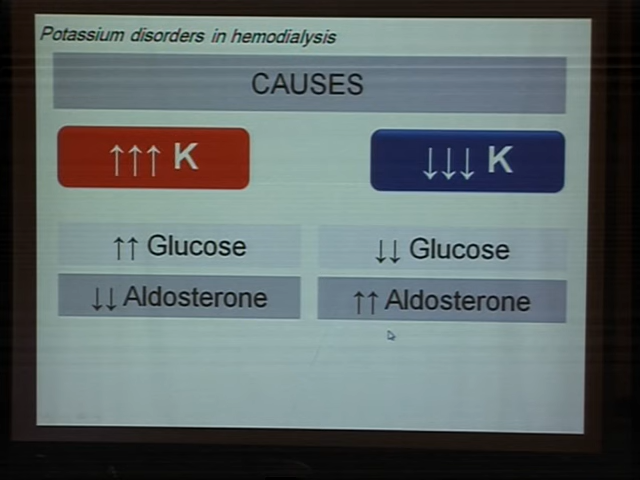 Potassium disorders in hemodialysis
CAUSES
↑↑↑ K
↓↓↓ K
↑↑ Glucose
↓↓ Glucose
↓↓ Aldosterone
↑↑ Aldosterone